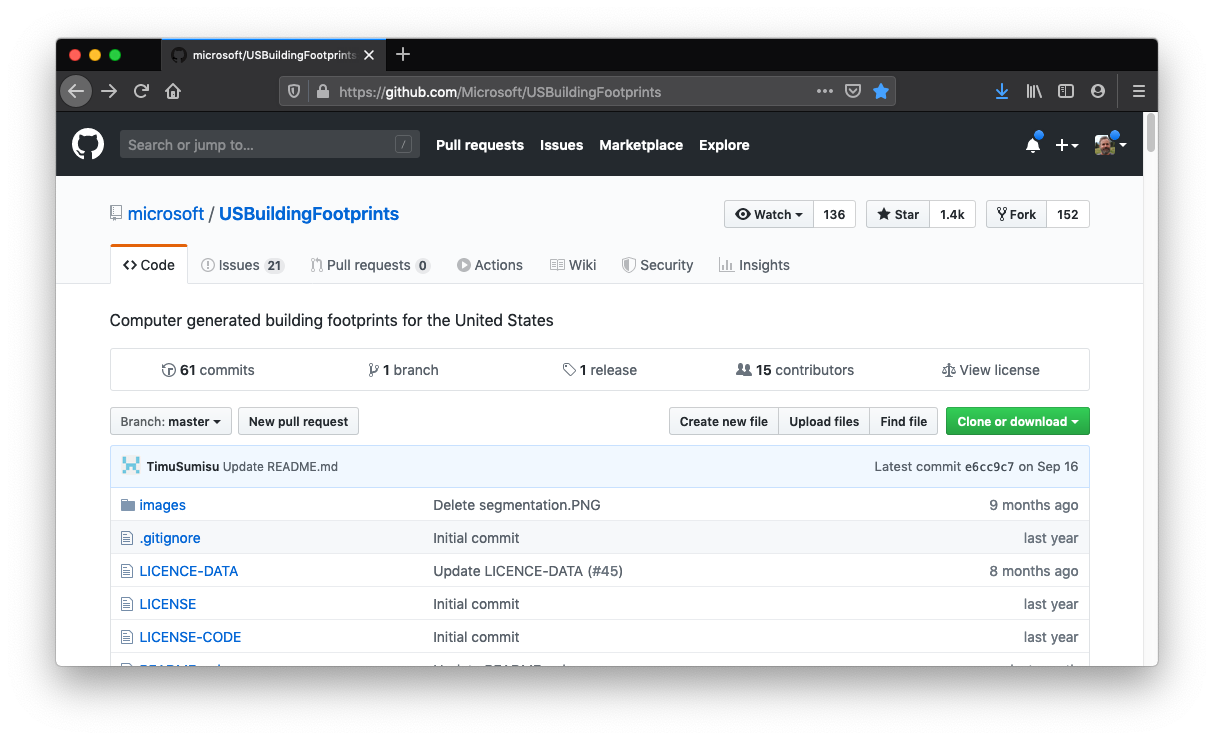 microsoft/USBuildingFootprints
https://github.com/Microsoft/USBuildingFootprints
Search or jump to... /
Pull requests Issues Marketplace Explore
microsoft / USBuildingFootprints
Watch 136 Star 1.4k Fork 152
Code Issues 21 Pull requests 0 Actions Wiki Security Insights
Computer generated building footprints for the United States
61 commits 1 branch 1 release 15 contributors View license
Branch: master New pull request Create new file Upload files Find file Clone or download
TimuSumisu Update README.md Latest commit e6cc9c7 on Sep 16
images Delete segmentation.PNG 9 months ago
.gitignore Initial commit last year
LICENCE-DATA Update LICENCE-DATA (#45) 8 months ago
LICENSE Initial commit last year
LICENSE-CODE Initial commit last year